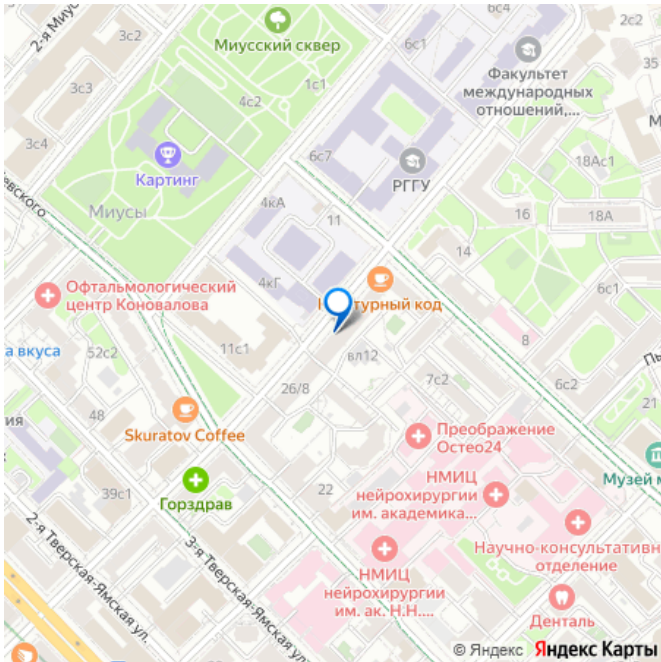 2-я Миус
3с2
Миусский сквер
6с1
2с2
35
3с3
1с1
4с2
Факультет
международных
отношений,...
3с4
Картинг
6с7
РГГУ
18Ас1
4кА
Миусы
11
16
18А
14
4кГ
6с1
Офтальмологический
центр Коновалова
турный код
8
а вкуса
52с2
11с1
вл12
7с2
6с2
26/8
48
21
Skuratov Coffee
Преображение
Остео24
Музей м
39с1
Горздрав
22
НМИЦ
нейрохирургии
им. академика...
2-я Тверская-Ямская ул.
3-я Тверская-Ямская ул.
Научно-консультативн
отделение
НМИЦ
нейрохирургии
им. ак. Н.Н....
Денталь
© Яндекс Яндекс Карты